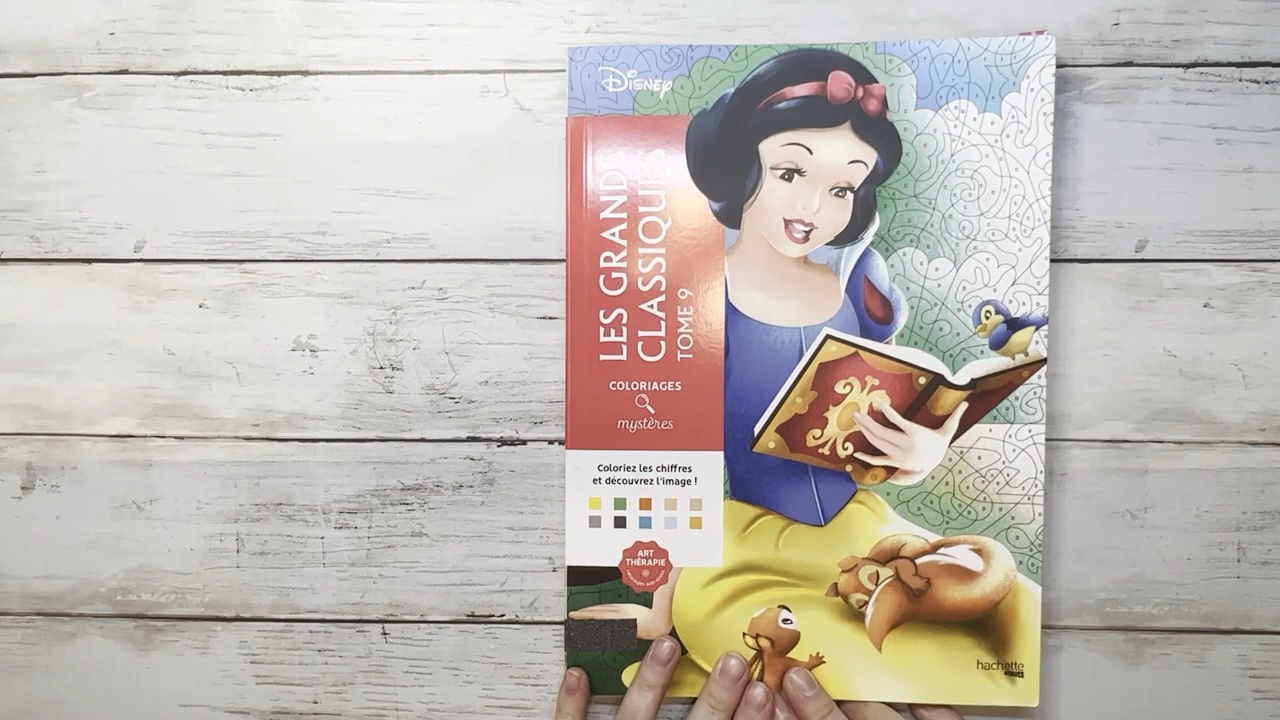 Disney
LES GRANDS
CLASSIQUES
TOME 9
COLORIAGES
mystères
Coloriez les chiffres
et découvrez l'image !
ART
THÉRAPIE
hachette